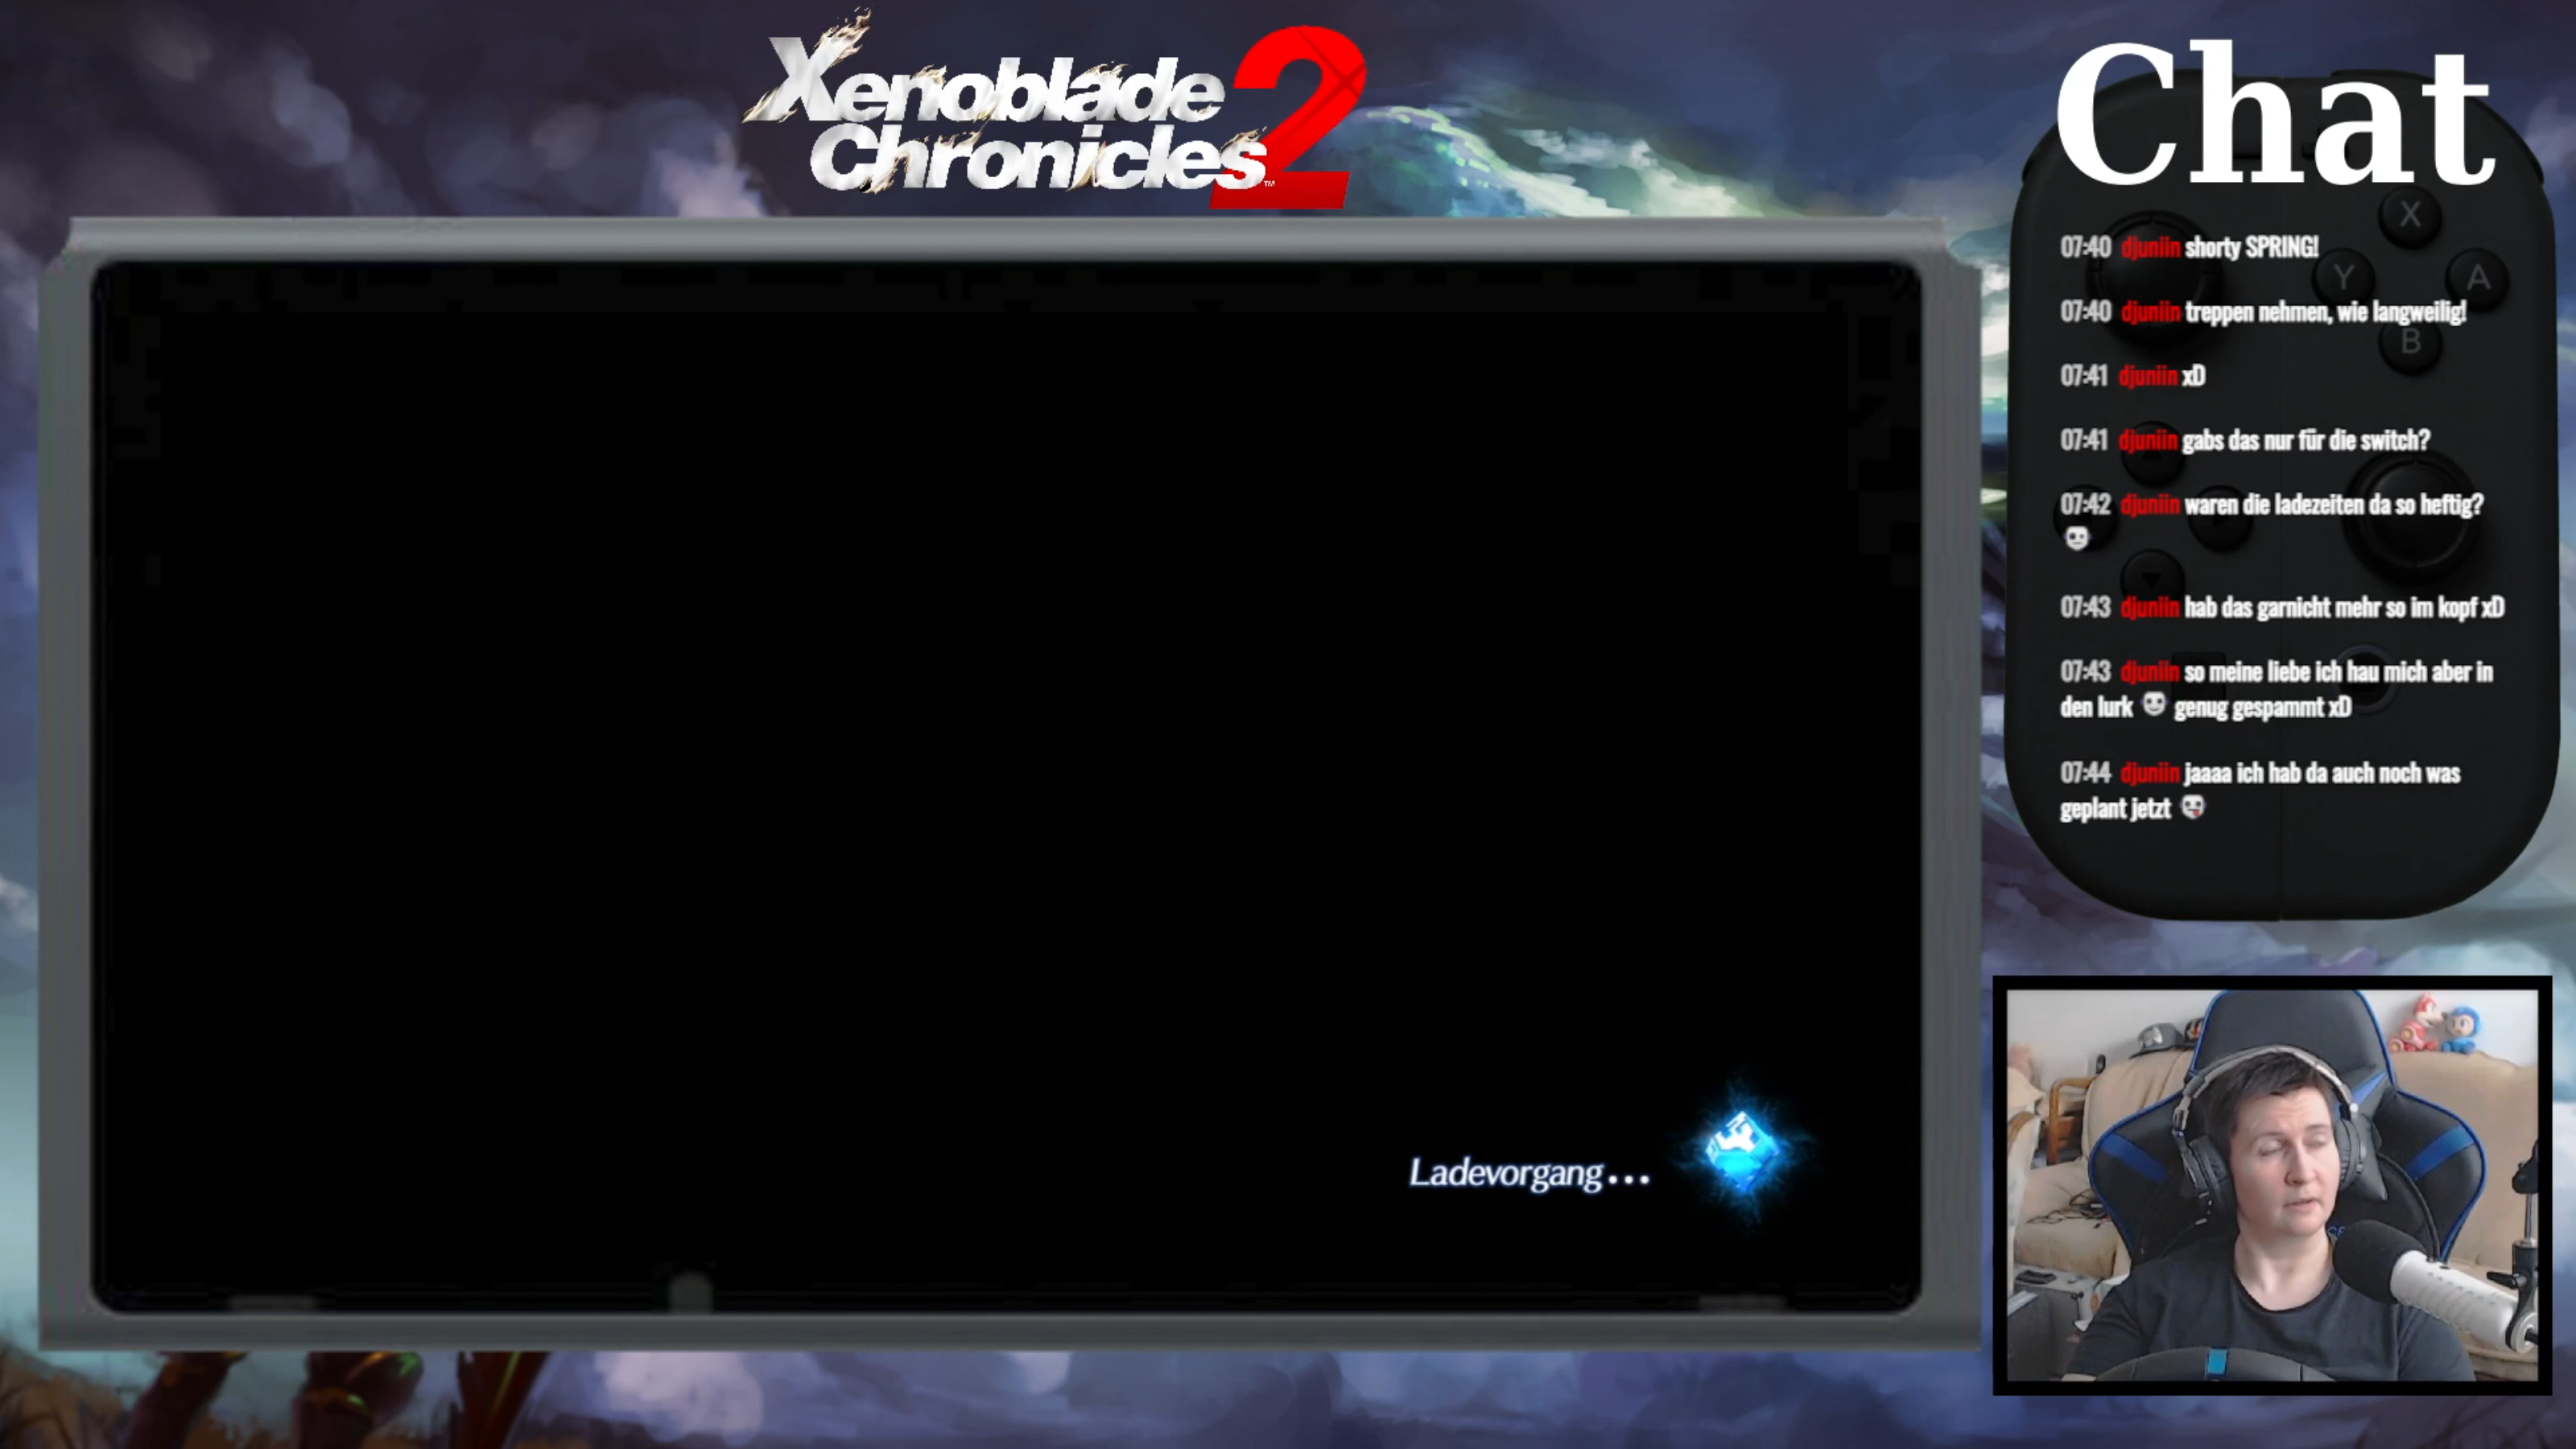 Xenoblade
Chronicles 2
™
Chat
07:40 djuniin shorty SPRING!
07:40 djuniin treppen nehmen, wie langweilig!
07:41 djuniin xD
07:41 djuniin gabs das nur für die switch?
07:42 djuniin waren die ladezeiten da so heftig?
07:43 djuniin hab das garnicht mehr so im kopf xD
07:43 djuniin so meine liebe ich hau mich aber in
den lurk genug gespammt xD
07:44 djuniin jaaaa ich hab da auch noch was
geplant jetzt
X
Y
A
B
Ladevorgang...